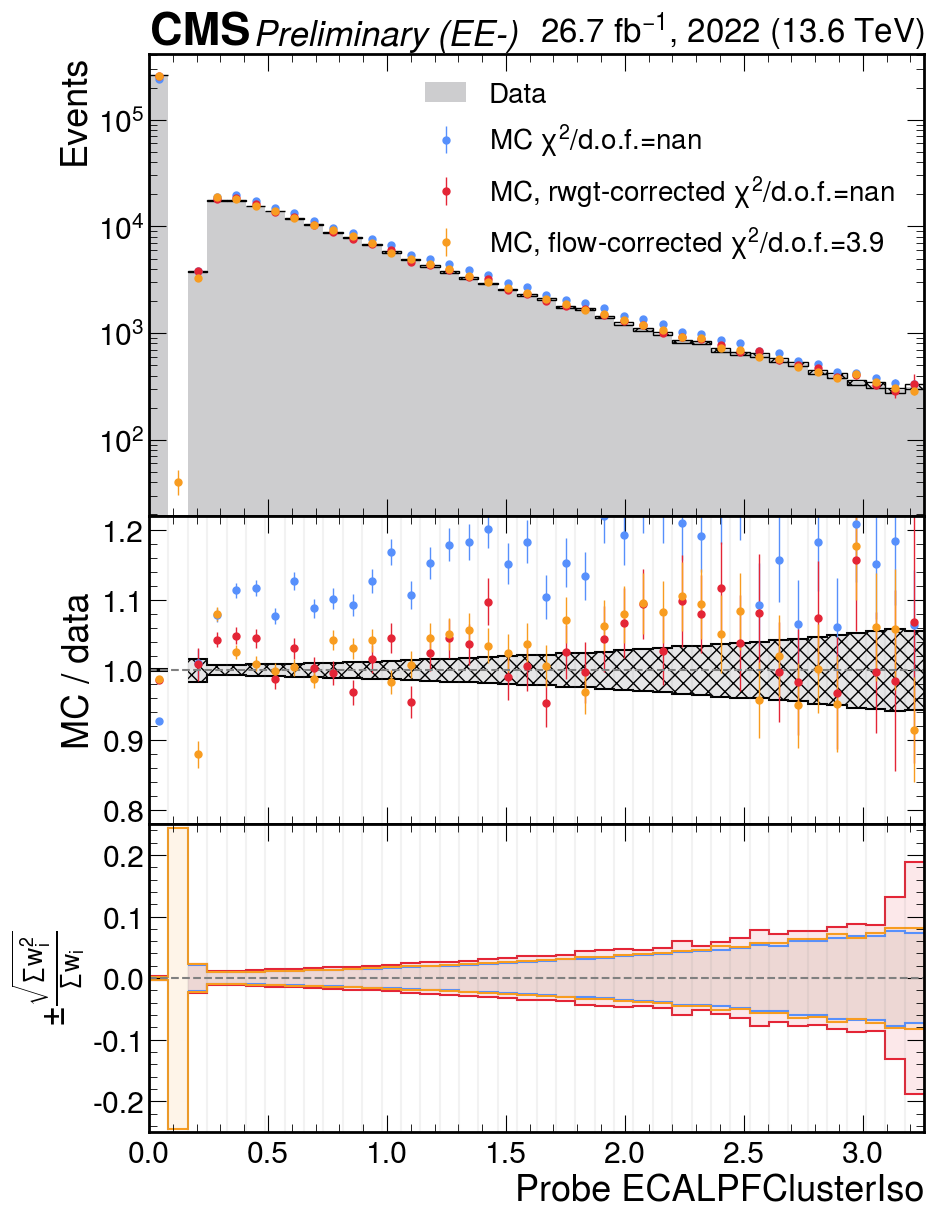 CMS Preliminary (EE-) 26.7 fb⁻¹, 2022 (13.6 TeV)
Events
10⁵
10⁴
10³
10²
Data
MC χ²/d.o.f.=nan
MC, rwgt-corrected χ²/d.o.f.=nan
MC, flow-corrected χ²/d.o.f.=3.9
MC / data
1.2
1.1
1.0
0.9
0.8
±√Σwᵢ²/Σwᵢ
0.2
0.1
0.0
-0.1
-0.2
0.0 0.5 1.0 1.5 2.0 2.5 3.0
Probe ECALPFClusterIso